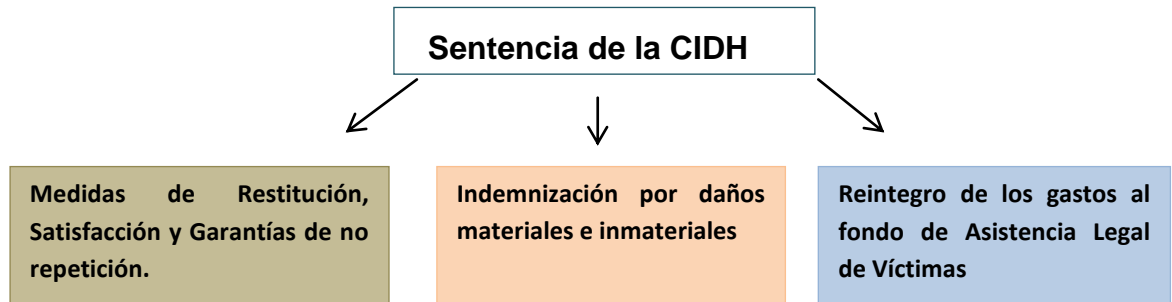 Sentencia de la CIDH
Medidas de Restitución,
Satisfacción y Garantías de no
repetición.
Indemnización por daños
materiales e inmateriales
Reintegro de los gastos al
fondo de Asistencia Legal
de Víctimas